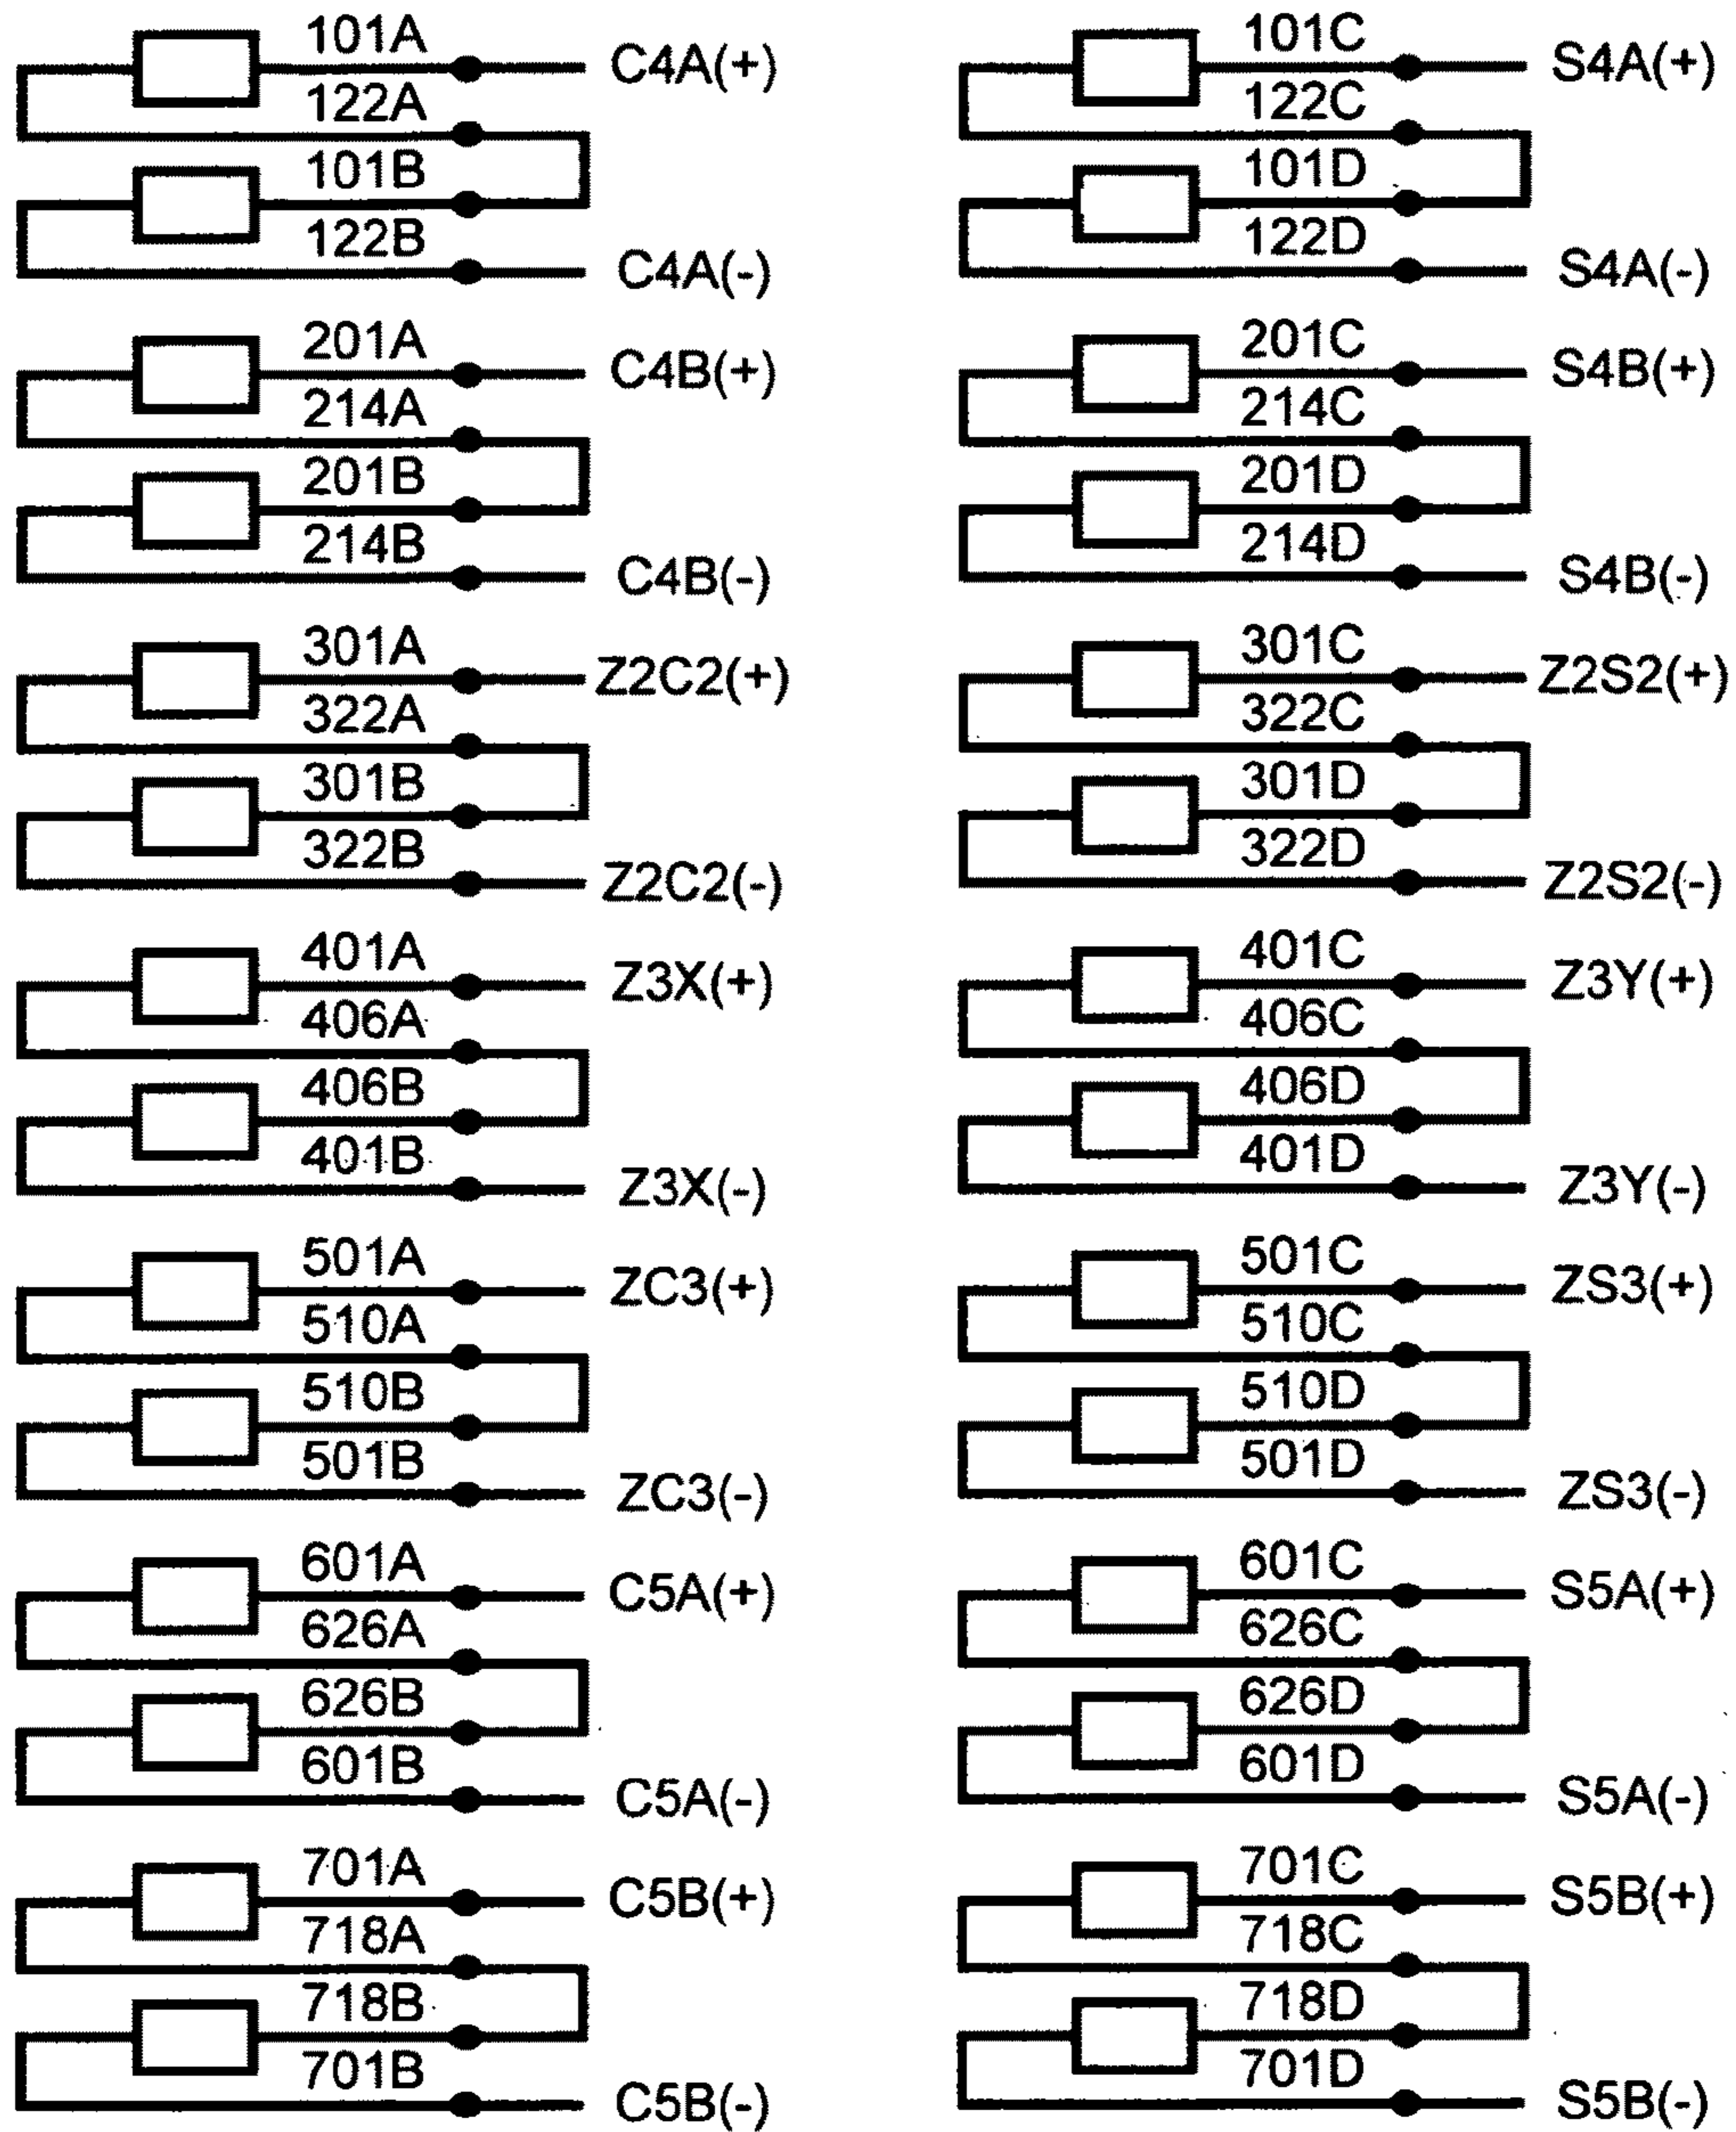 101A
C4A(+)
122A
101B
122B
C4A(-)
201A
C4B(+)
214A
201B
214B
C4B(-)
301A
Z2C2(+)
322A
301B
322B
Z2C2(-)
401A
Z3X(+)
406A
406B
401B
Z3X(-)
501A
ZC3(+)
510A
510B
501B
ZC3(-)
601A
C5A(+)
626A
626B
601B
C5A(-)
701A
C5B(+)
718A
718B
701B
C5B(-)
101C
S4A(+)
122C
101D
122D
S4A(-)
201C
S4B(+)
214C
201D
214D
S4B(-)
301C
Z2S2(+)
322C
301D
322D
Z2S2(-)
401C
Z3Y(+)
406C
406D
401D
Z3Y(-)
501C
ZS3(+)
510C
510D
501D
ZS3(-)
601C
S5A(+)
626C
626D
601D
S5A(-)
701C
S5B(+)
718C
718D
701D
S5B(-)